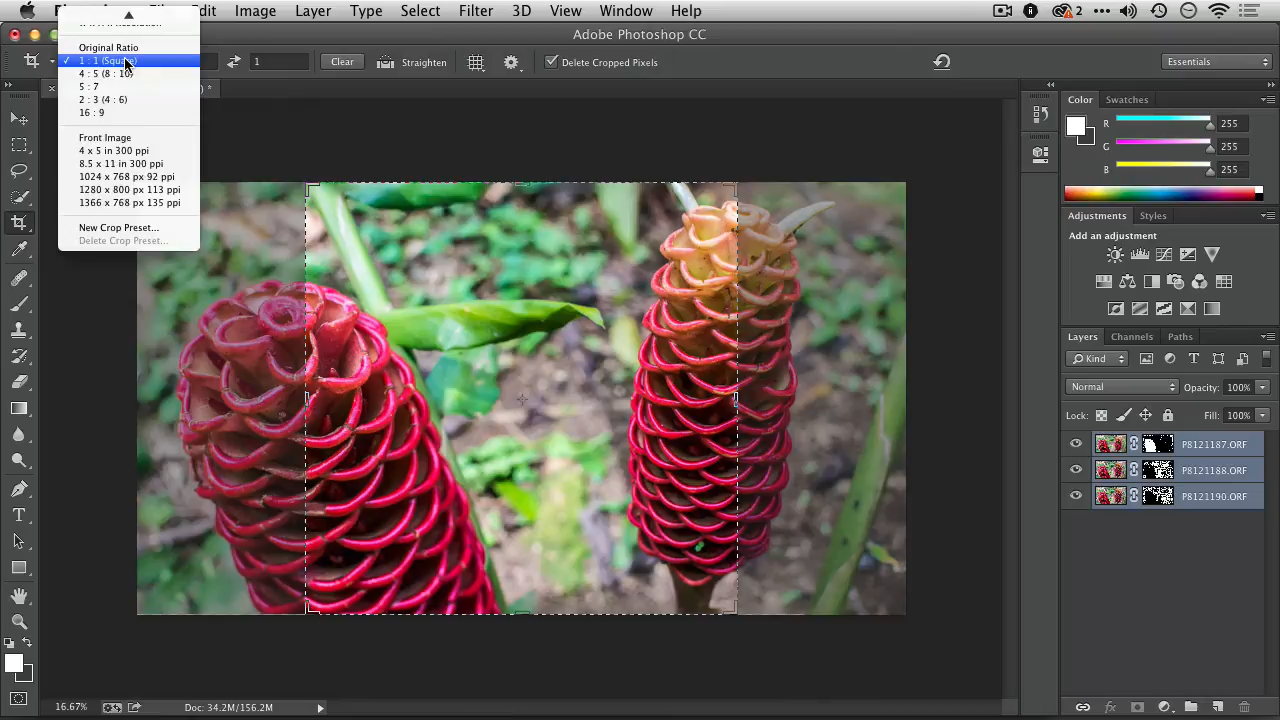 Image Layer Type Select Filter 3D View Window Help
2
Adobe Photoshop CC
1 Clear Straighten Delete Cropped Pixels Essentials
Original Ratio
✓ 1 : 1 (Square)
4 : 5 (8 : 10)
5 : 7
2 : 3 (4 : 6)
16 : 9
Front Image
4 x 5 in 300 ppi
8.5 x 11 in 300 ppi
1024 x 768 px 92 ppi
1280 x 800 px 113 ppi
1366 x 768 px 135 ppi
New Crop Preset...
Delete Crop Preset...
Color Swatches
R 255
G 255
B 255
Adjustments Styles
Add an adjustment
Layers Channels Paths
Kind
Normal Opacity: 100%
Lock: Fill: 100%
P8121187.ORF
P8121188.ORF
P8121190.ORF
16.67% Doc: 34.2M/156.2M